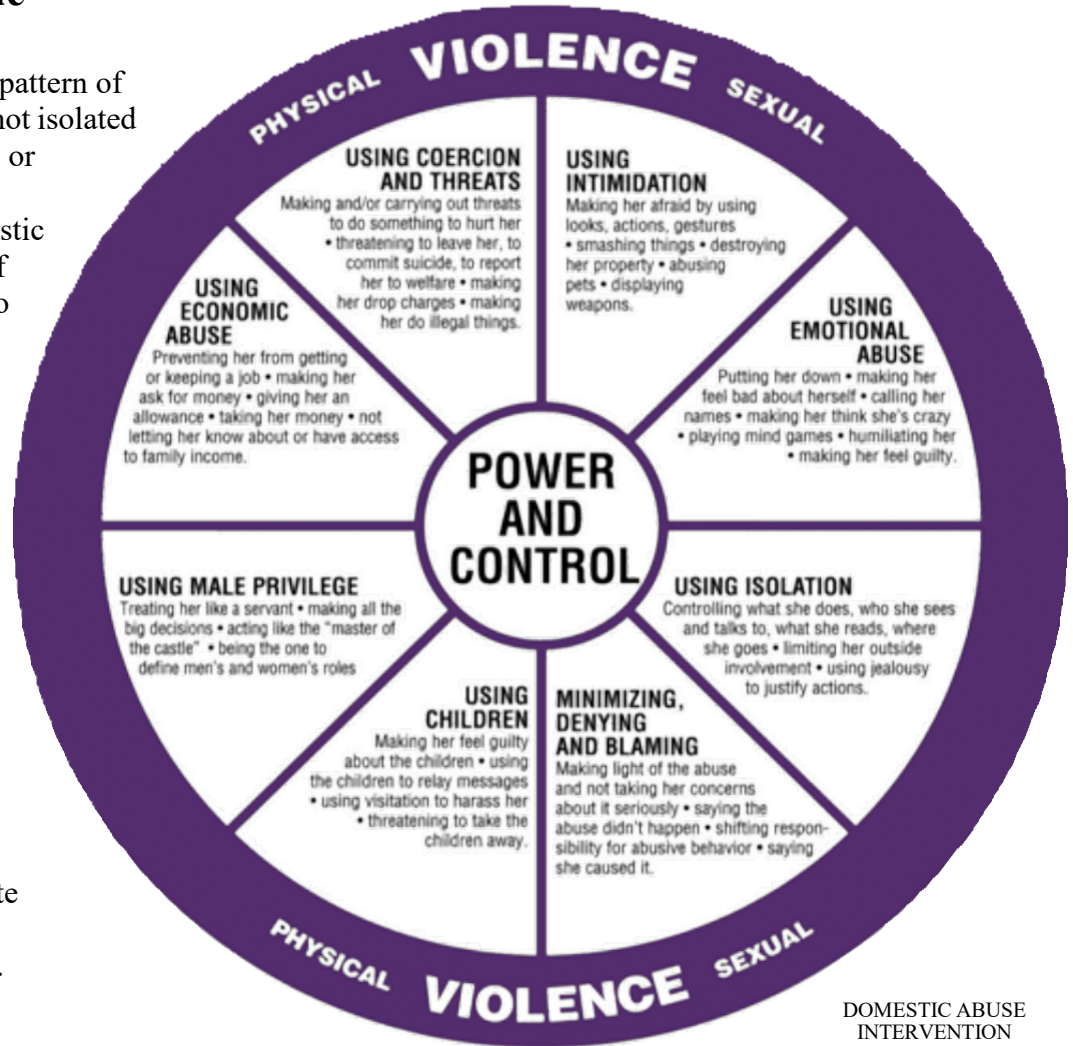 pattern of
not isolated
or
stic
f
o
te
.
PHYSICAL VIOLENCE SEXUAL
USING COERCION
AND THREATS
Making and/or carrying out threats
to do something to hurt her
• threatening to leave her, to
commit suicide, to report
her to welfare • making
her drop charges • making
her do illegal things.
USING
INTIMIDATION
Making her afraid by using
looks, actions, gestures
• smashing things • destroying
her property • abusing
pets • displaying
weapons.
USING
EMOTIONAL
ABUSE
Putting her down • making her
feel bad about herself • calling her
names • making her think she's crazy
• playing mind games • humiliating her
• making her feel guilty.
USING ISOLATION
Controlling what she does, who she sees
and talks to, what she reads, where
she goes • limiting her outside
involvement • using jealousy
to justify actions.
MINIMIZING,
DENYING
AND BLAMING
Making light of the abuse
and not taking her concerns
about it seriously • saying the
abuse didn't happen • shifting respon-
sibility for abusive behavior • saying
she caused it.
USING
CHILDREN
Making her feel guilty
about the children • using
the children to relay messages
• using visitation to harass her
• threatening to take the
children away.
USING MALE PRIVILEGE
Treating her like a servant • making all the
big decisions • acting like the "master of
the castle" • being the one to
define men's and women's roles
USING
ECONOMIC
ABUSE
Preventing her from getting
or keeping a job • making her
ask for money • giving her an
allowance • taking her money • not
letting her know about or have access
to family income.
POWER
AND
CONTROL
PHYSICAL VIOLENCE SEXUAL
DOMESTIC ABUSE
INTERVENTION